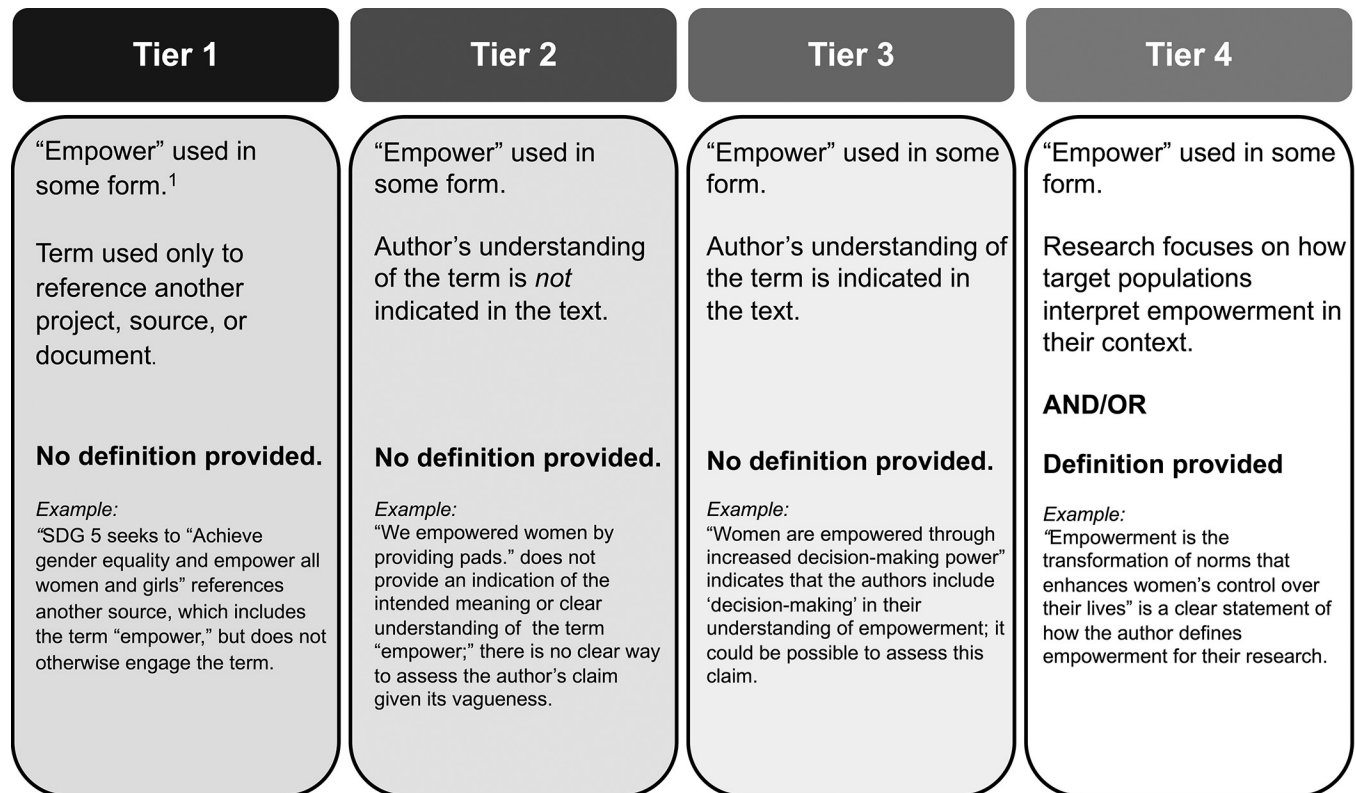 Tier 1
“Empower” used in
some form.1
Term used only to
reference another
project, source, or
document.
No definition provided.
Example:
“SDG 5 seeks to “Achieve
gender equality and empower all
women and girls” references
another source, which includes
the term “empower,” but does not
otherwise engage the term.
Tier 2
“Empower” used in
some form.
Author’s understanding
of the term is not
indicated in the text.
No definition provided.
Example:
“We empowered women by
providing pads.” does not
provide an indication of the
intended meaning or clear
understanding of the term
“empower;” there is no clear way
to assess the author’s claim
given its vagueness.
Tier 3
“Empower” used in some
form.
Author’s understanding of
the term is indicated in
the text.
No definition provided.
Example:
“Women are empowered through
increased decision-making power”
indicates that the authors include
‘decision-making’ in their
understanding of empowerment; it
could be possible to assess this
claim.
Tier 4
“Empower” used in some
form.
Research focuses on how
target populations
interpret empowerment in
their context.
AND/OR
Definition provided
Example:
“Empowerment is the
transformation of norms that
enhances women’s control over
their lives” is a clear statement of
how the author defines
empowerment for their research.